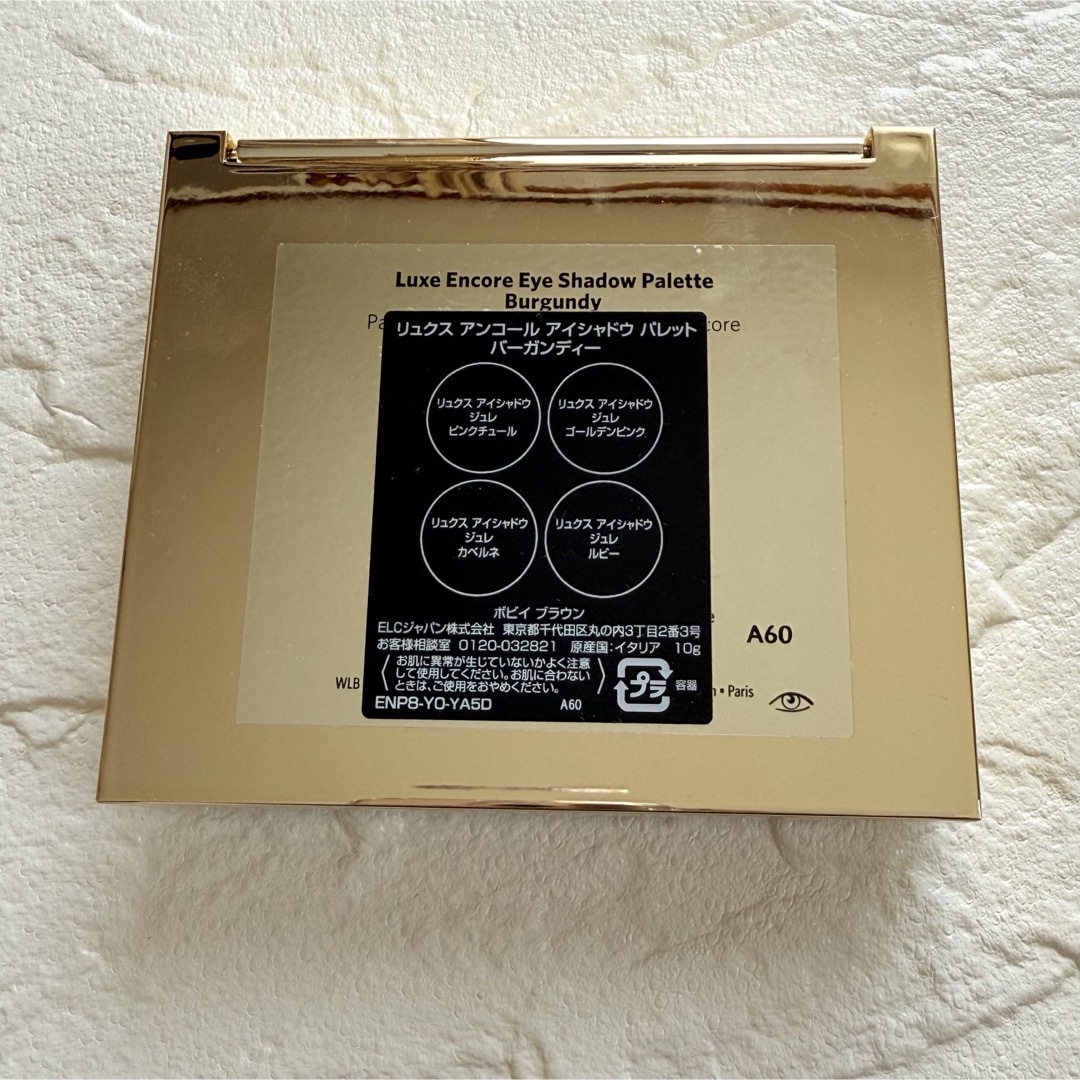 Luxe Encore Eye Shadow Palette
Burgundy
Pa core
リュクス アンコール アイシャドウ パレット
バーガンディー
リュクス アイシャドウ
ジュレ
ピンクチュール
リュクス アイシャドウ
ジュレ
ゴールデンピンク
リュクス アイシャドウ
ジュレ
カベルネ
リュクス アイシャドウ
ジュレ
ルビー
ボビイ ブラウン
ELCジャパン株式会社 東京都千代田区丸の内3丁目2番3号
お客様相談室 0120-032821 原産国:イタリア 10g
お肌に異常が生じていないかよく注意
して使用してください。お肌に合わない
ときは、ご使用をおやめください。
プラ 容器
ENP8-Y0-YA5D A60
A60
WLB • Paris